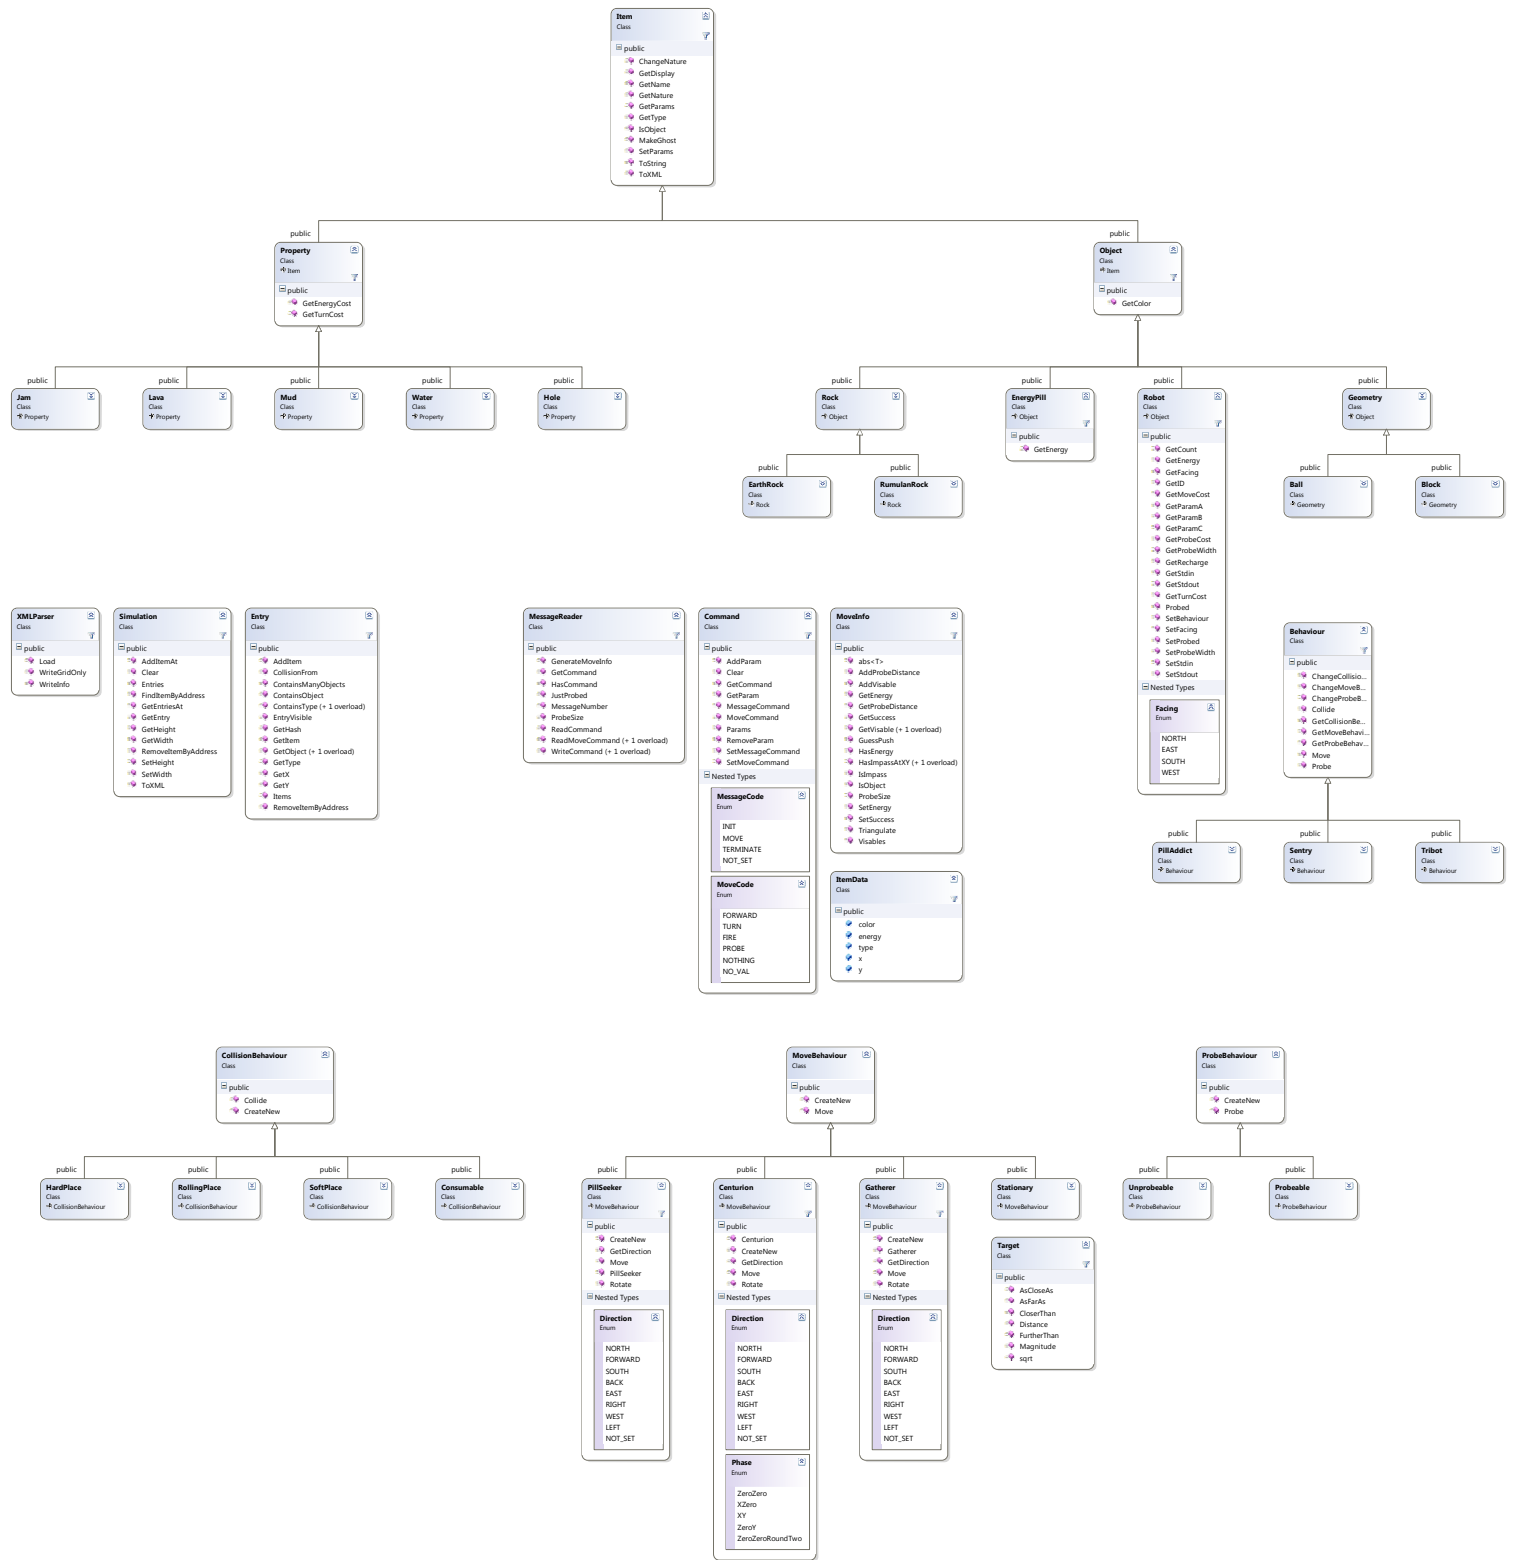 Item
Class
public
ChangeNature
GetDisplay
GetName
GetNature
GetParams
GetType
IsObject
MakeGhost
SetParams
ToString
ToXML
public
public
Property
Class
Item
public
GetEnergyCost
GetTurnCost
Object
Class
Item
public
GetColor
public
public
public
public
public
Jam
Class
Property
Lava
Class
Property
Mud
Class
Property
Water
Class
Property
Hole
Class
Property
public
public
public
public
Rock
Class
Object
EnergyPill
Class
Object
public
GetEnergy
Robot
Class
Object
public
GetCount
GetEnergy
GetFacing
GetID
GetMoveCost
GetParamA
GetParamB
GetParamC
GetProbeCost
GetProbeWidth
GetRecharge
GetStdin
GetStdout
GetTurnCost
Probed
SetBehaviour
SetFacing
SetProbed
SetProbeWidth
SetStdin
SetStdout
Nested Types
Facing
Enum
NORTH
EAST
SOUTH
WEST
Geometry
Class
Object
public
public
EarthRock
Class
Rock
RumulanRock
Class
Rock
public
public
Ball
Class
Geometry
Block
Class
Geometry
XMLParser
Class
public
Load
WriteGridOnly
WriteInfo
Simulation
Class
public
AddItemAt
Clear
Entries
FindItemByAddress
GetEntriesAt
GetEntry
GetHeight
GetWidth
RemoveItemByAddress
SetHeight
SetWidth
ToXML
Entry
Class
public
AddItem
CollisionFrom
ContainsManyObjects
ContainsObject
ContainsType (+ 1 overload)
EntryVisible
GetHash
GetItem
GetObject (+ 1 overload)
GetType
GetX
GetY
Items
RemoveItemByAddress
MessageReader
Class
public
GenerateMoveInfo
GetCommand
HasCommand
JustProbed
MessageNumber
ProbeSize
ReadCommand
ReadMoveCommand (+ 1 overload)
WriteCommand (+ 1 overload)
Command
Class
public
AddParam
Clear
GetCommand
GetParam
MessageCommand
MoveCommand
Params
RemoveParam
SetMessageCommand
SetMoveCommand
Nested Types
MessageCode
Enum
INIT
MOVE
TERMINATE
NOT_SET
MoveCode
Enum
FORWARD
TURN
FIRE
PROBE
NOTHING
NO_VAL
MoveInfo
Class
public
abs<T>
AddProbeDistance
AddVisable
GetEnergy
GetProbeDistance
GetSuccess
GetVisable (+ 1 overload)
GuessPush
HasEnergy
HasImpassAtXY (+ 1 overload)
IsImpass
IsObject
ProbeSize
SetEnergy
SetSuccess
Triangulate
Visables
ItemData
Class
public
color
energy
type
x
y
Behaviour
Class
public
ChangeCollisio...
ChangeMoveB...
ChangeProbeB...
Collide
GetCollisionBe...
GetMoveBehavi...
GetProbeBehav...
Move
Probe
public
public
public
PillAddict
Class
Behaviour
Sentry
Class
Behaviour
Tribot
Class
Behaviour
CollisionBehaviour
Class
public
Collide
CreateNew
public
public
public
public
HardPlace
Class
CollisionBehaviour
RollingPlace
Class
CollisionBehaviour
SoftPlace
Class
CollisionBehaviour
Consumable
Class
CollisionBehaviour
MoveBehaviour
Class
public
CreateNew
Move
public
public
public
public
PillSeeker
Class
MoveBehaviour
public
CreateNew
GetDirection
Move
PillSeeker
Rotate
Nested Types
Direction
Enum
NORTH
FORWARD
SOUTH
BACK
EAST
RIGHT
WEST
LEFT
NOT_SET
Centurion
Class
MoveBehaviour
public
Centurion
CreateNew
GetDirection
Move
Rotate
Nested Types
Direction
Enum
NORTH
FORWARD
SOUTH
BACK
EAST
RIGHT
WEST
LEFT
NOT_SET
Phase
Enum
ZeroZero
XZero
XY
ZeroY
ZeroZeroRoundTwo
Gatherer
Class
MoveBehaviour
public
CreateNew
Gatherer
GetDirection
Move
Rotate
Nested Types
Direction
Enum
NORTH
FORWARD
SOUTH
BACK
EAST
RIGHT
WEST
LEFT
NOT_SET
Stationary
Class
MoveBehaviour
Target
Class
public
AsCloseAs
AsFarAs
CloserThan
Distance
FurtherThan
Magnitude
sqrt
ProbeBehaviour
Class
public
CreateNew
Probe
public
public
Unprobeable
Class
ProbeBehaviour
Probeable
Class
ProbeBehaviour